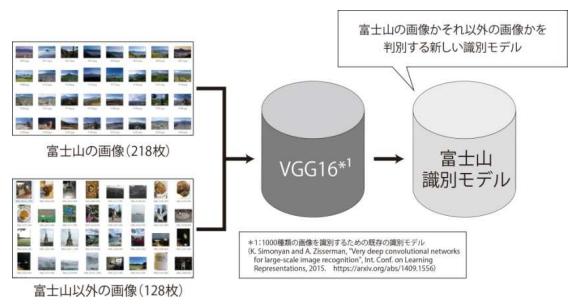 富士山の画像かそれ以外の画像かを
判別する新しい識別モデル
富士山の画像(218枚)
VGG16*1
富士山
識別モデル
富士山以外の画像(128枚)
*1:1000種類の画像を識別するための既存の識別モデル
(K. Simonyan and A. Zisserman, "Very deep convolutional networks
for large-scale image recognition", Int. Conf. on Learning
Representations, 2015. https://arxiv.org/abs/1409.1556)